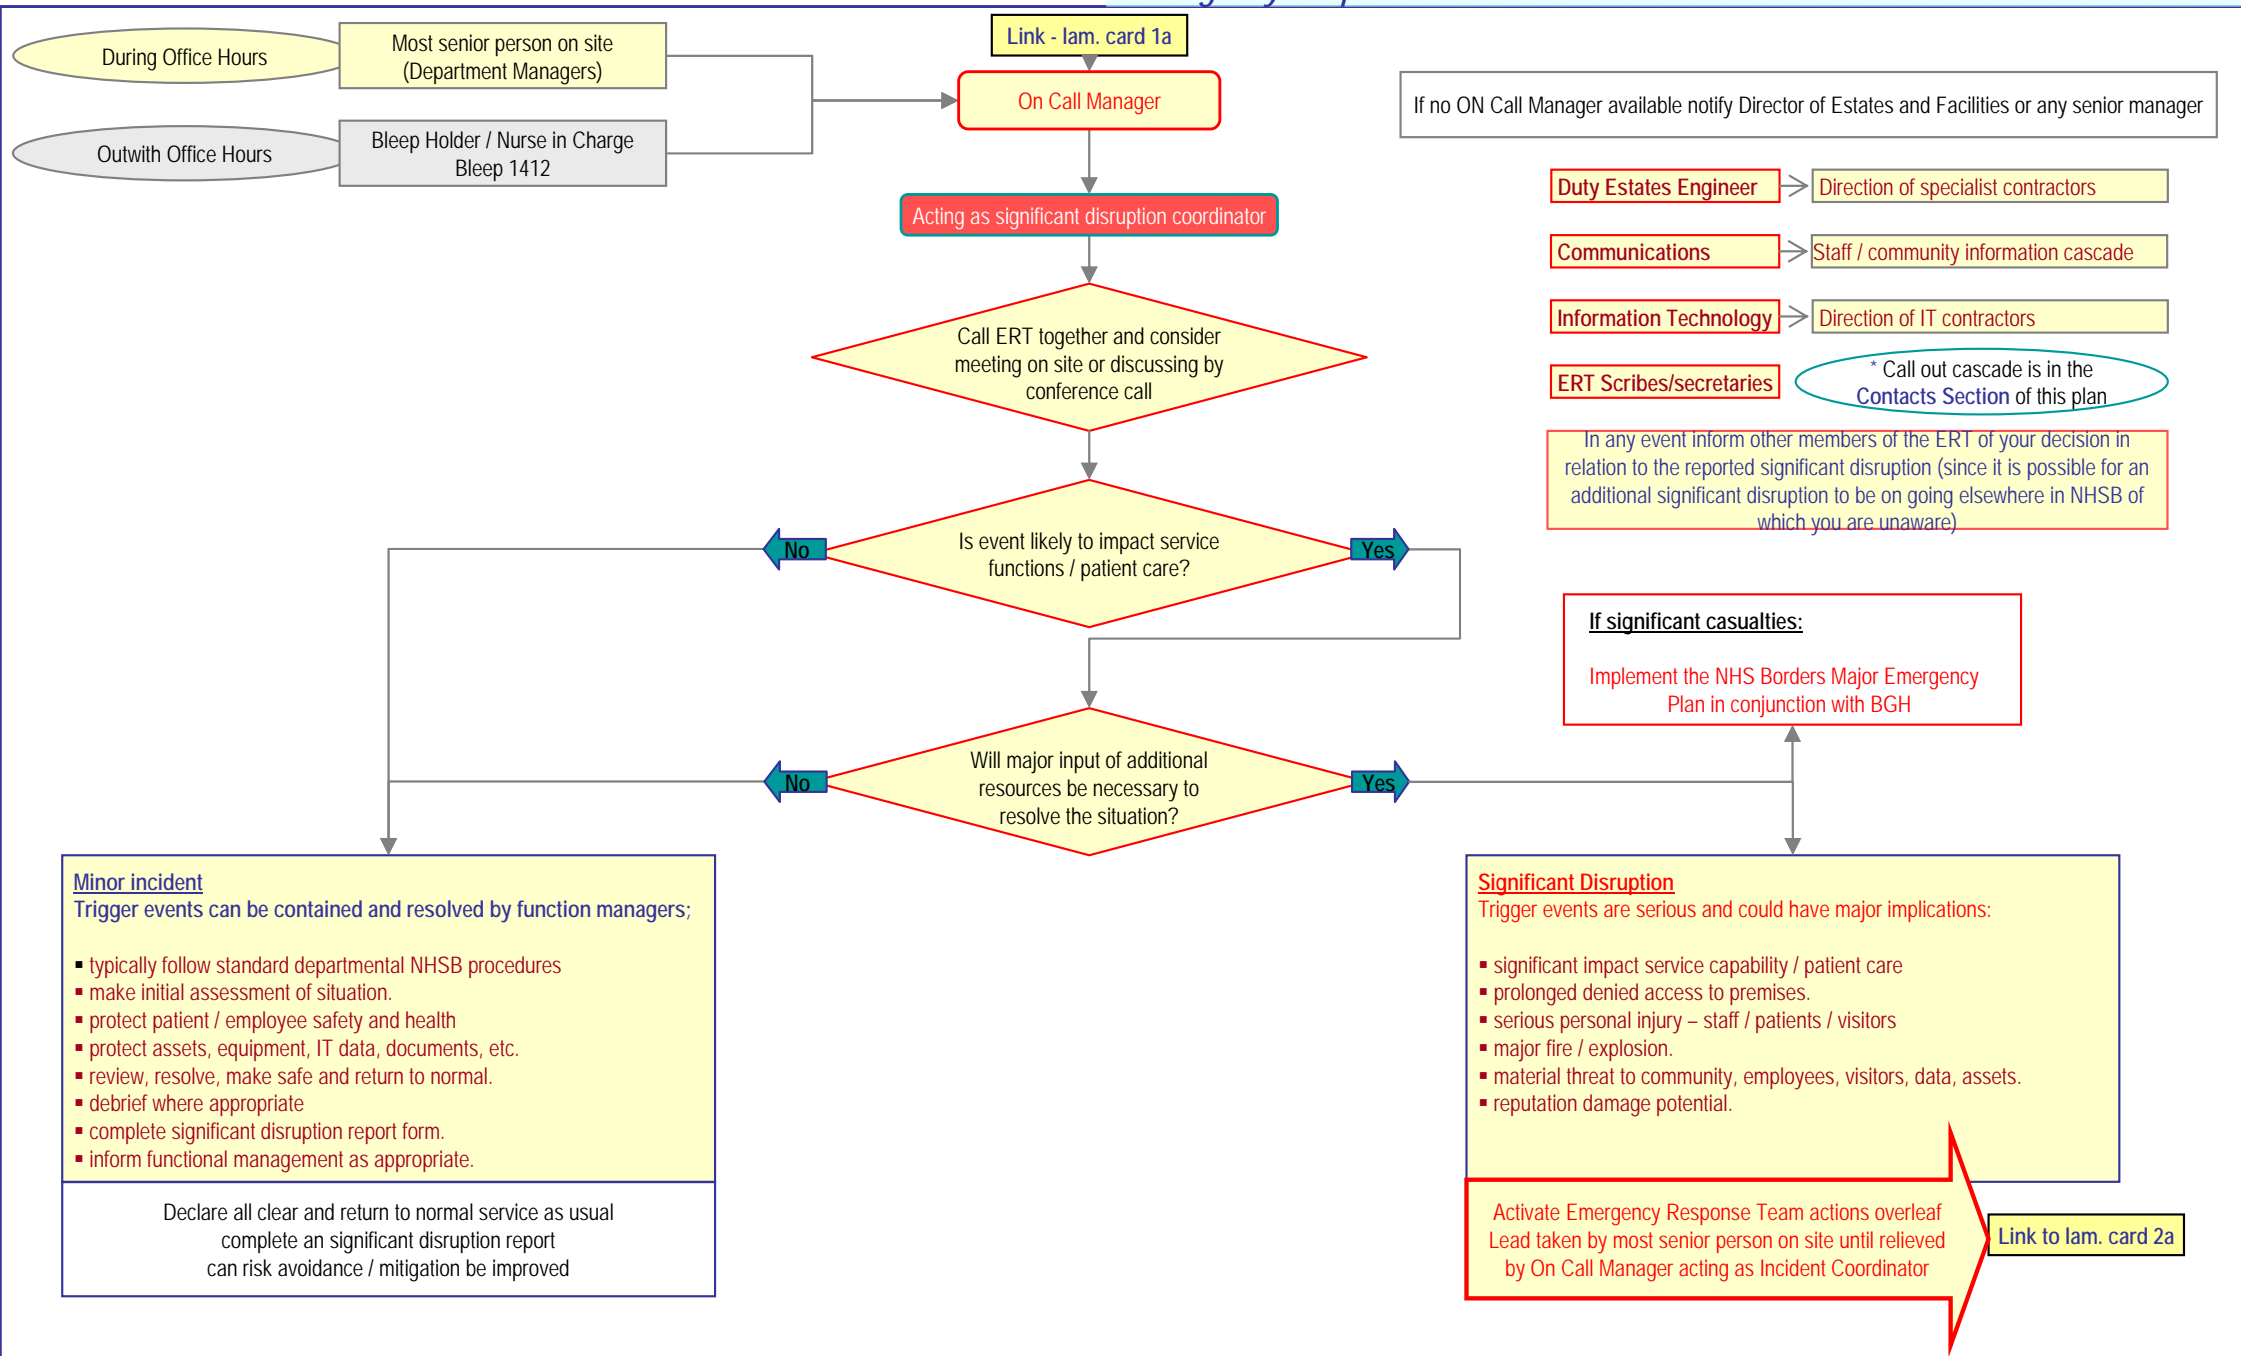 During Office Hours
Most senior person on site
(Department Managers)
Link - lam. card 1a
On Call Manager
If no ON Call Manager available notify Director of Estates and Facilities or any senior manager
Outwith Office Hours
Bleep Holder / Nurse in Charge
Bleep 1412
Acting as significant disruption coordinator
Duty Estates Engineer
Direction of specialist contractors
Communications
Staff / community information cascade
Information Technology
Direction of IT contractors
ERT Scribes/secretaries
* Call out cascade is in the
Contacts Section of this plan
In any event inform other members of the ERT of your decision in
relation to the reported significant disruption (since it is possible for an
additional significant disruption to be on going elsewhere in NHSB of
which you are unaware)
Call ERT together and consider
meeting on site or discussing by
conference call
No
Is event likely to impact service
functions / patient care?
Yes
If significant casualties:
Implement the NHS Borders Major Emergency
Plan in conjunction with BGH
No
Will major input of additional
resources be necessary to
resolve the situation?
Yes
Minor incident
Trigger events can be contained and resolved by function managers;
▪ typically follow standard departmental NHSB procedures
▪ make initial assessment of situation.
▪ protect patient / employee safety and health
▪ protect assets, equipment, IT data, documents, etc.
▪ review, resolve, make safe and return to normal.
▪ debrief where appropriate
▪ complete significant disruption report form.
▪ inform functional management as appropriate.
Declare all clear and return to normal service as usual
complete an significant disruption report
can risk avoidance / mitigation be improved
Significant Disruption
Trigger events are serious and could have major implications:
▪ significant impact service capability / patient care
▪ prolonged denied access to premises.
▪ serious personal injury – staff / patients / visitors
▪ major fire / explosion.
▪ material threat to community, employees, visitors, data, assets.
▪ reputation damage potential.
Activate Emergency Response Team actions overleaf
Lead taken by most senior person on site until relieved
by On Call Manager acting as Incident Coordinator
Link to lam. card 2a